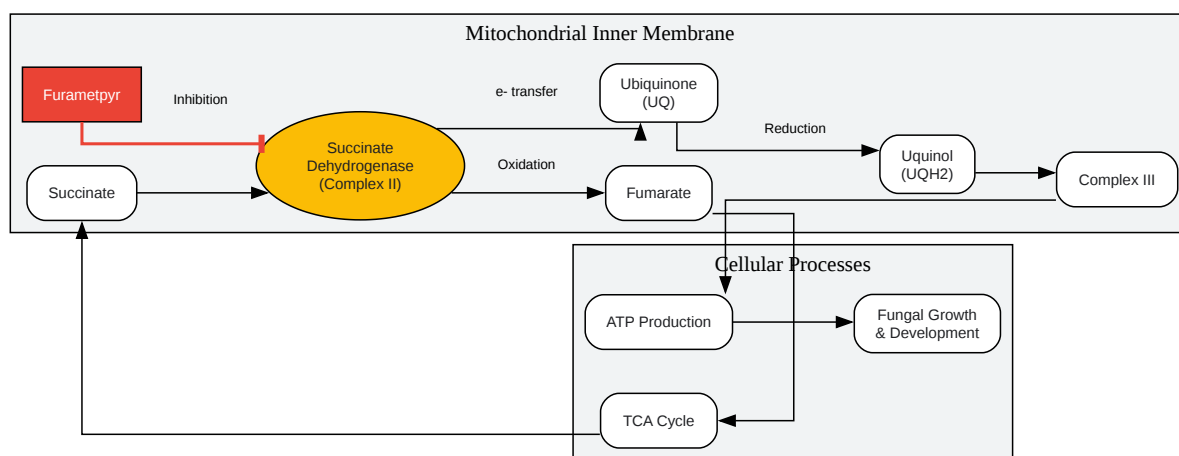 Mitochondrial Inner Membrane
Furametpyr
Inhibition
e- transfer
Ubiquinone
(UQ)
Reduction
Succinate
Dehydrogenase
(Complex II)
Oxidation
Uquinol
(UQH2)
Complex III
Succinate
Fumarate
Cellular Processes
ATP Production
Fungal Growth
& Development
TCA Cycle